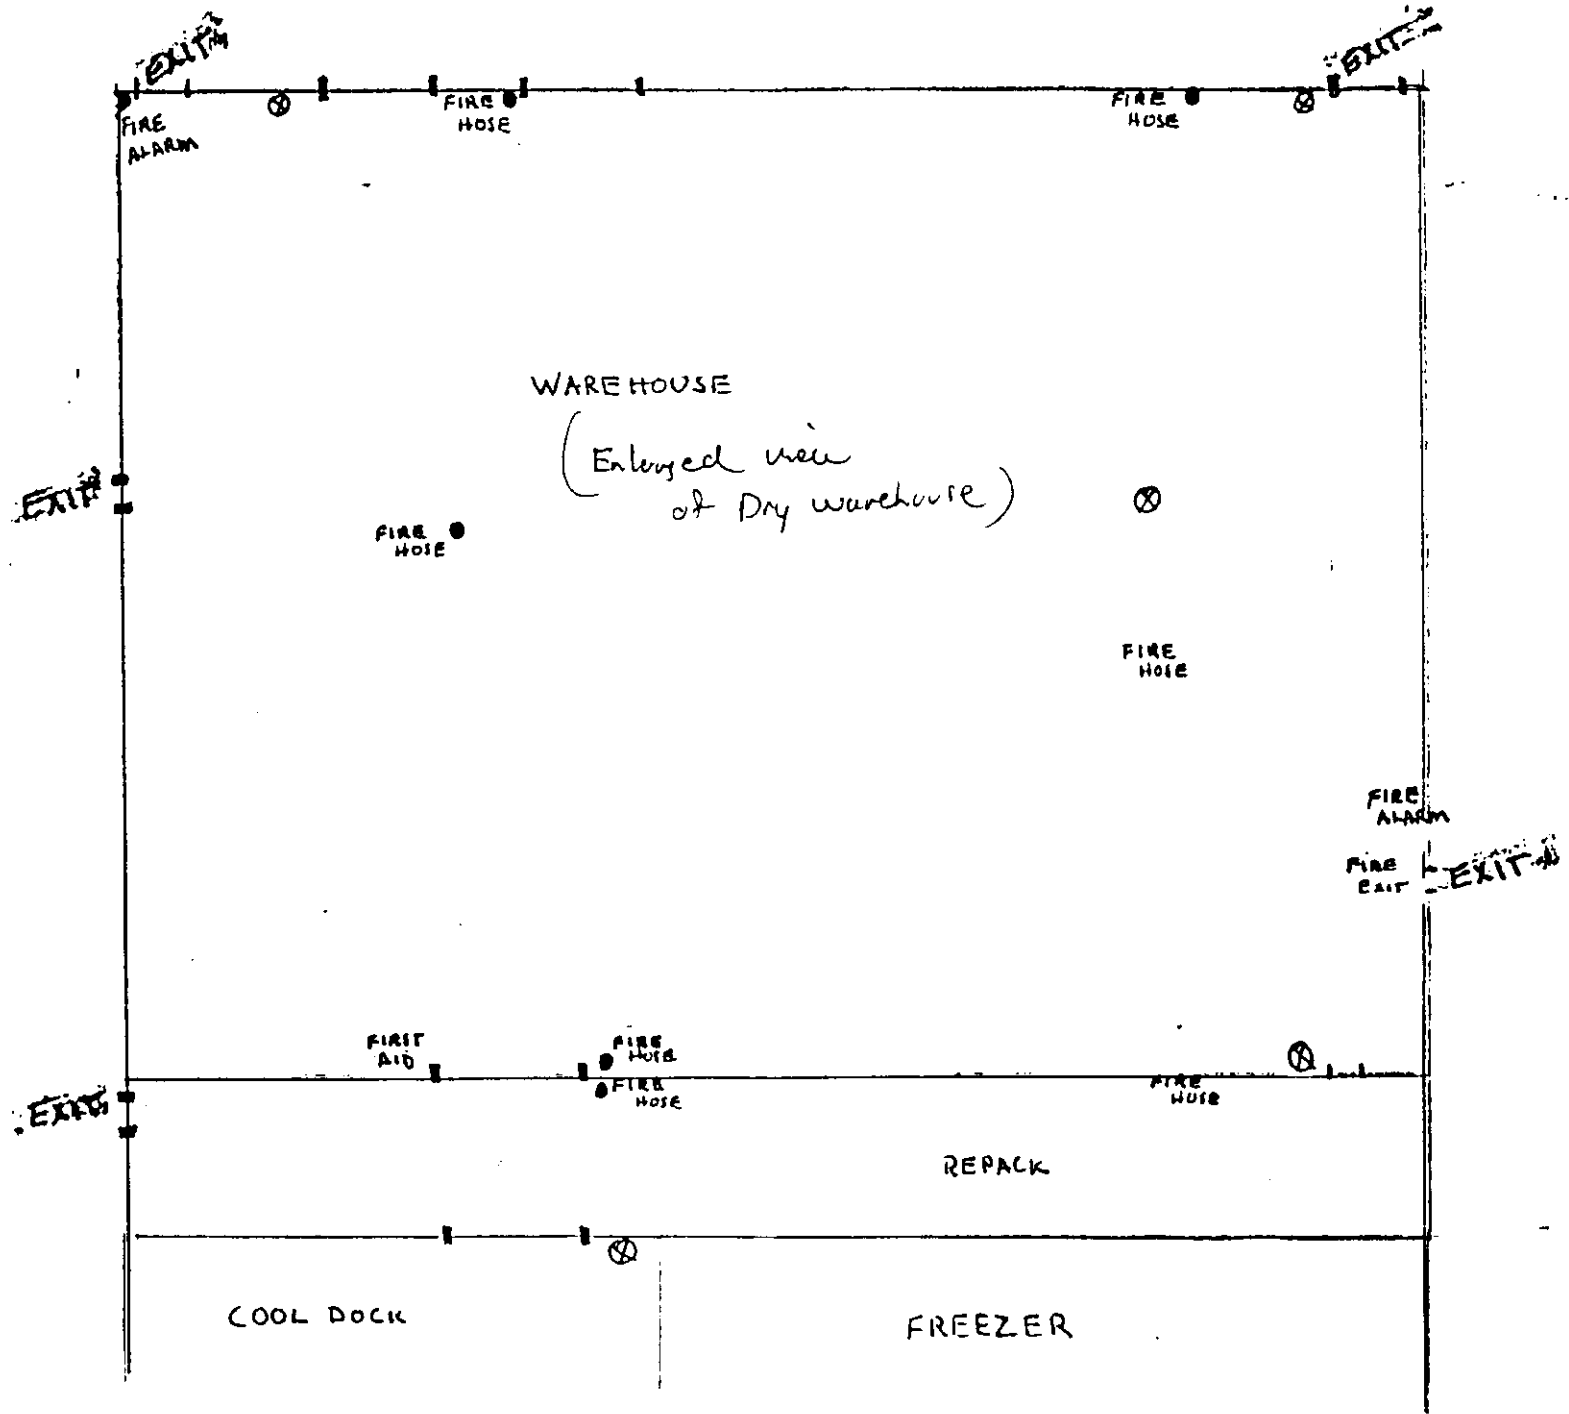 EXIT
EXIT
FIRE
HOSE
FIRE
HOSE
FIRE
ALARM
WAREHOUSE
(Enlarged view
of Dry warehouse)
EXIT
FIRE
HOSE
FIRE
HOSE
FIRE
ALARM
FIRE
EXIT
EXIT
FIRST
AID
FIRE
HOSE
FIRE
HOSE
FIRE
HOSE
EXIT
REPACK
COOL DOCK
FREEZER